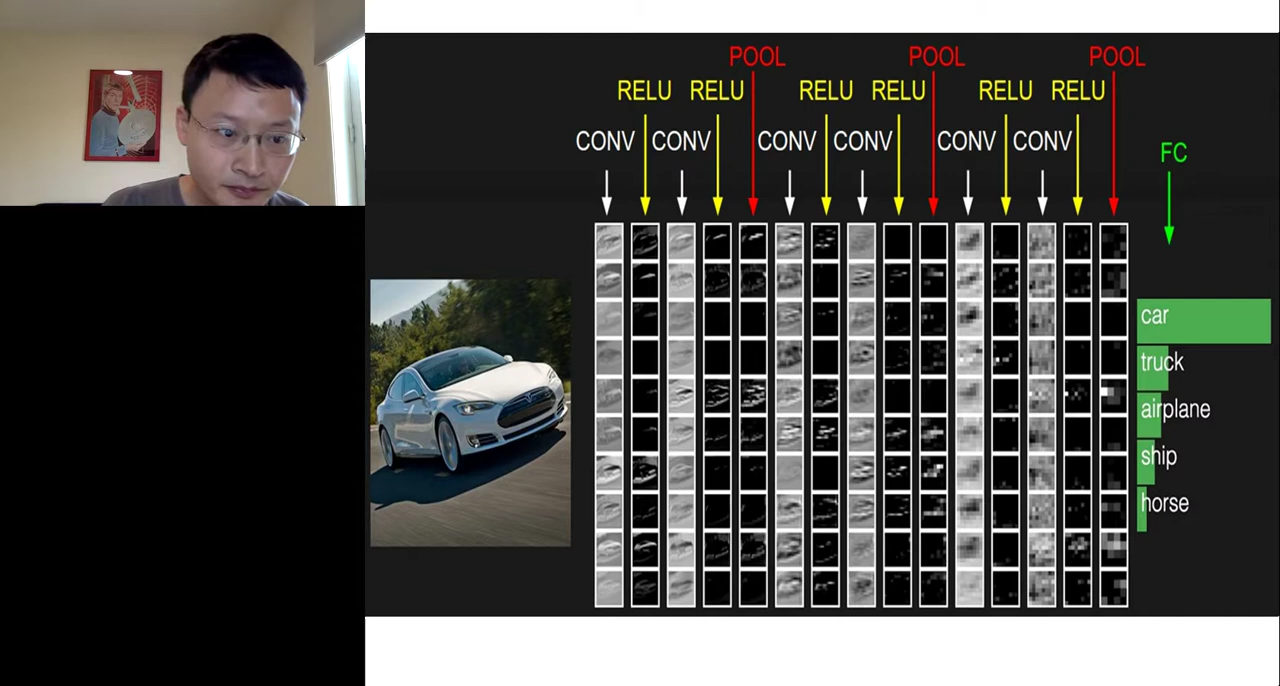 POOL POOL POOL
RELU RELU RELU RELU RELU RELU
CONV CONV CONV CONV CONV CONV
FC
car
truck
airplane
ship
horse